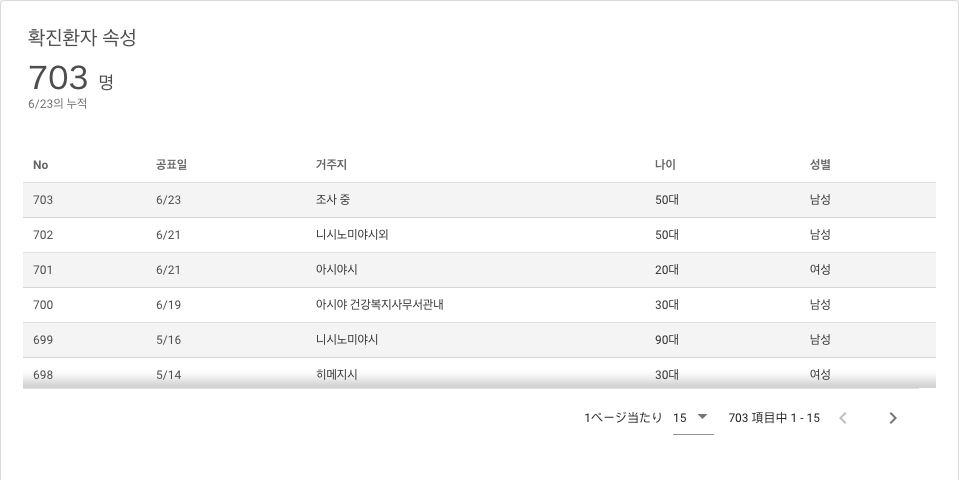 확진환자 속성
703 명
6/23의 누적
No 공표일 거주지 나이 성별
703 6/23 조사 중 50대 남성
702 6/21 니시노미야시외 50대 남성
701 6/21 아시야시 20대 여성
700 6/19 아시야 건강복지사무서관내 30대 남성
699 5/16 니시노미야시 90대 남성
698 5/14 히메지시 30대 여성
1ページ当たり 15 703 項目中 1 - 15